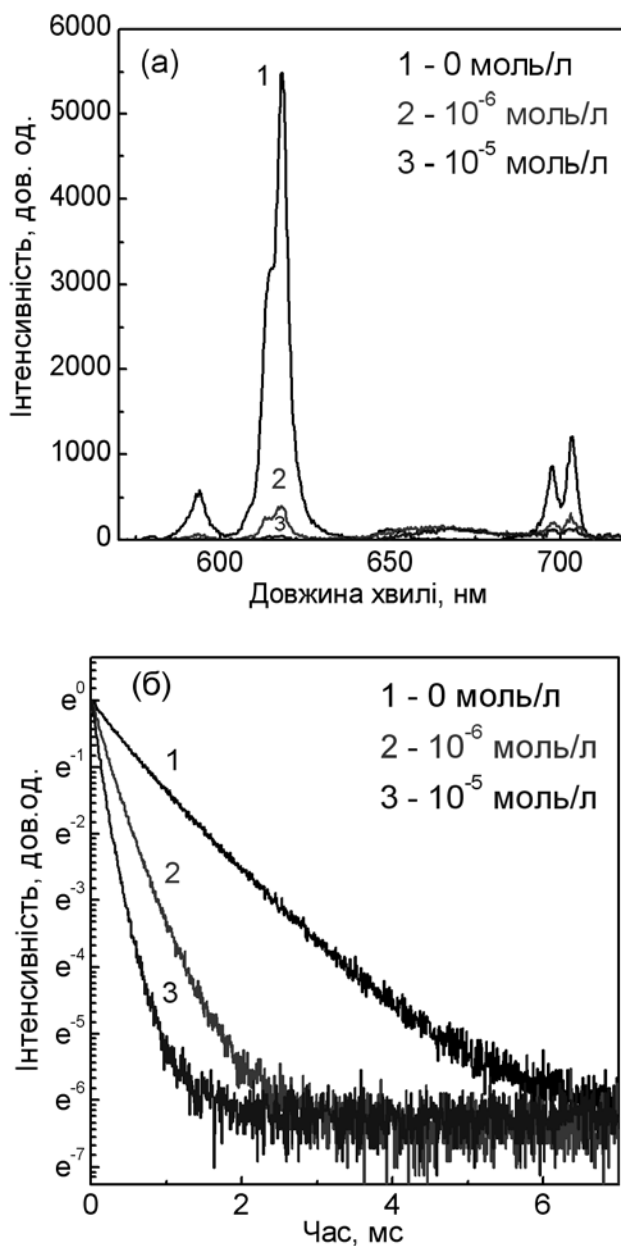 (а)
1 - 0 моль/л
2 - 10⁻⁶ моль/л
3 - 10⁻⁵ моль/л
1
2
3
6000
5000
4000
3000
2000
1000
0
Інтенсивність, дов. од.
600 650 700
Довжина хвилі, нм
(б)
1 - 0 моль/л
2 - 10⁻⁶ моль/л
3 - 10⁻⁵ моль/л
1
2
3
e⁰
e⁻¹
e⁻²
e⁻³
e⁻⁴
e⁻⁵
e⁻⁶
e⁻⁷
Інтенсивність, дов.од.
0 2 4 6
Час, мс